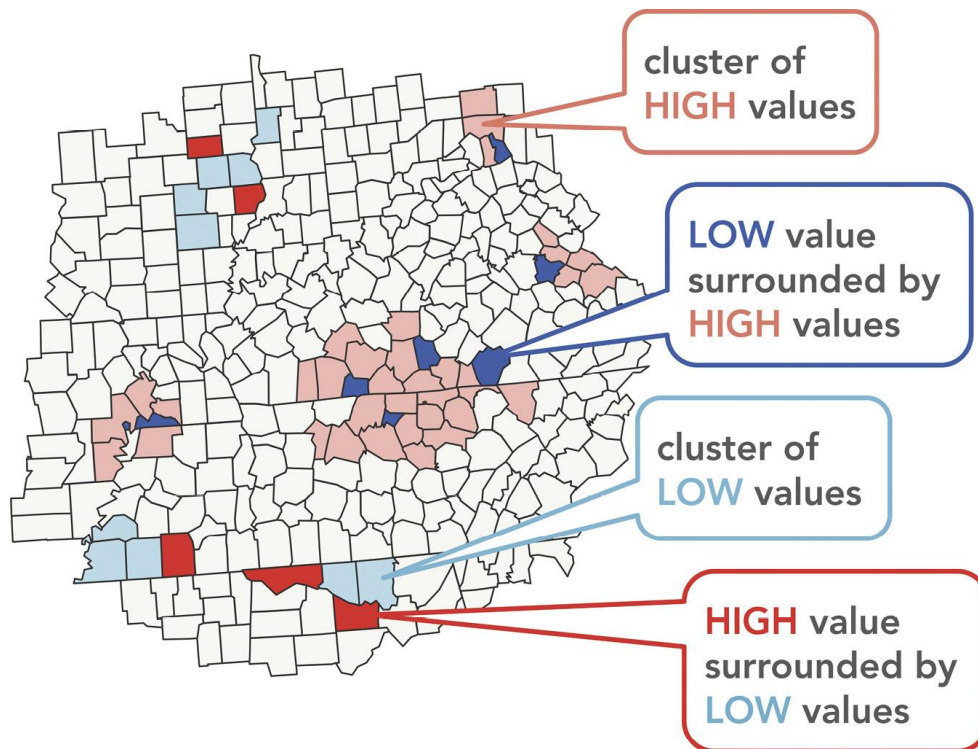 cluster of
HIGH values
LOW value
surrounded by
HIGH values
cluster of
LOW values
HIGH value
surrounded by
LOW values